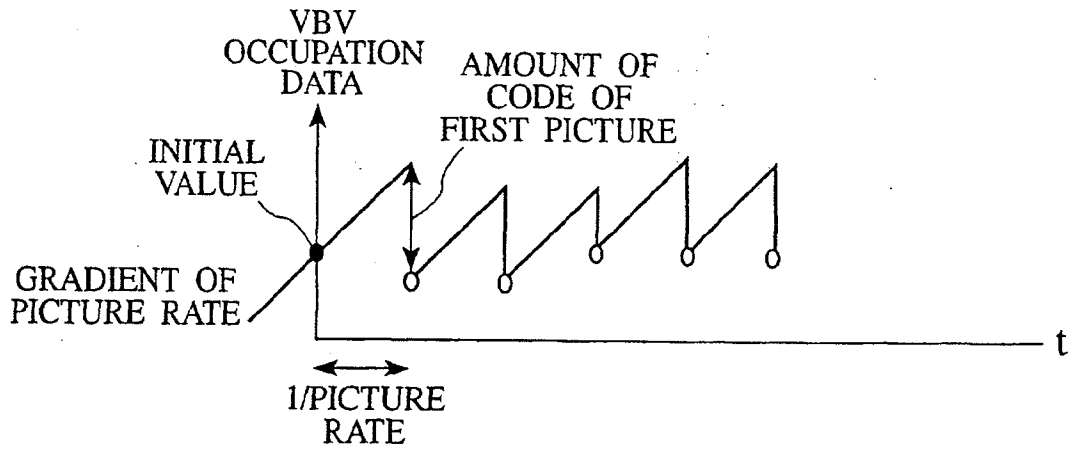 VBV
OCCUPATION
DATA
AMOUNT OF
CODE OF
FIRST PICTURE
INITIAL
VALUE
GRADIENT OF
PICTURE RATE
t
1/PICTURE
RATE